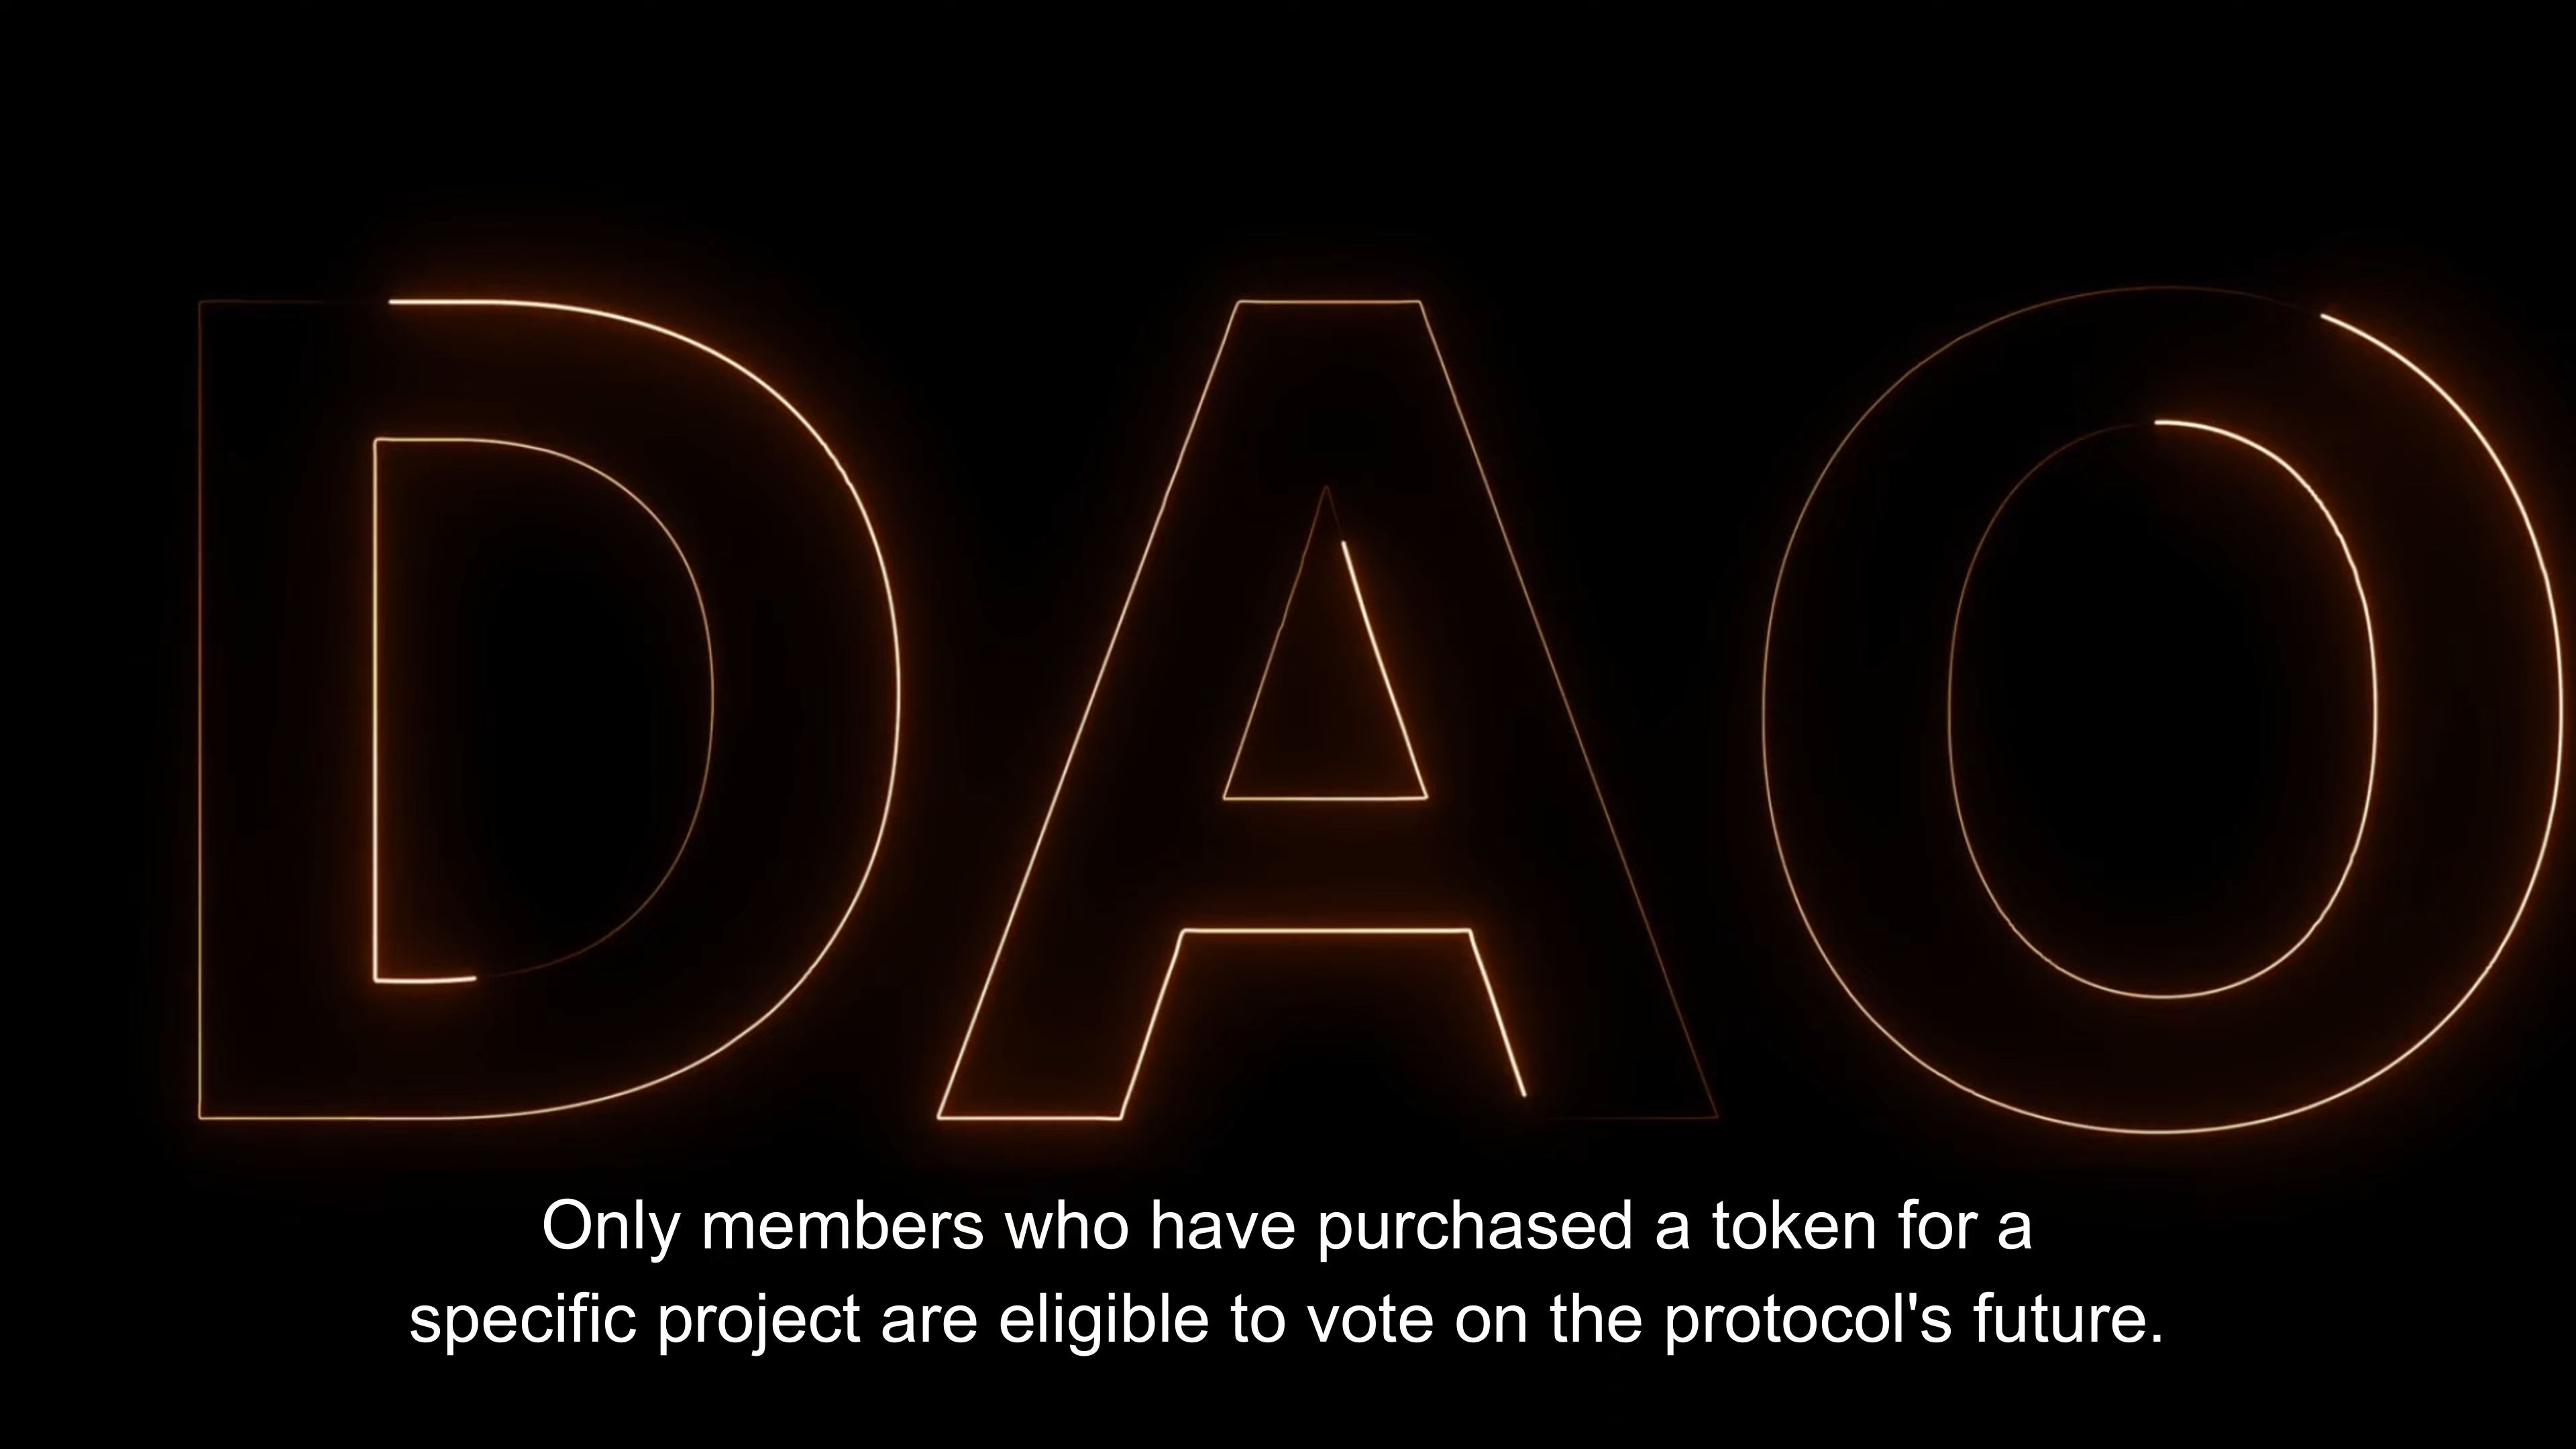 DAO
Only members who have purchased a token for a
specific project are eligible to vote on the protocol's future.